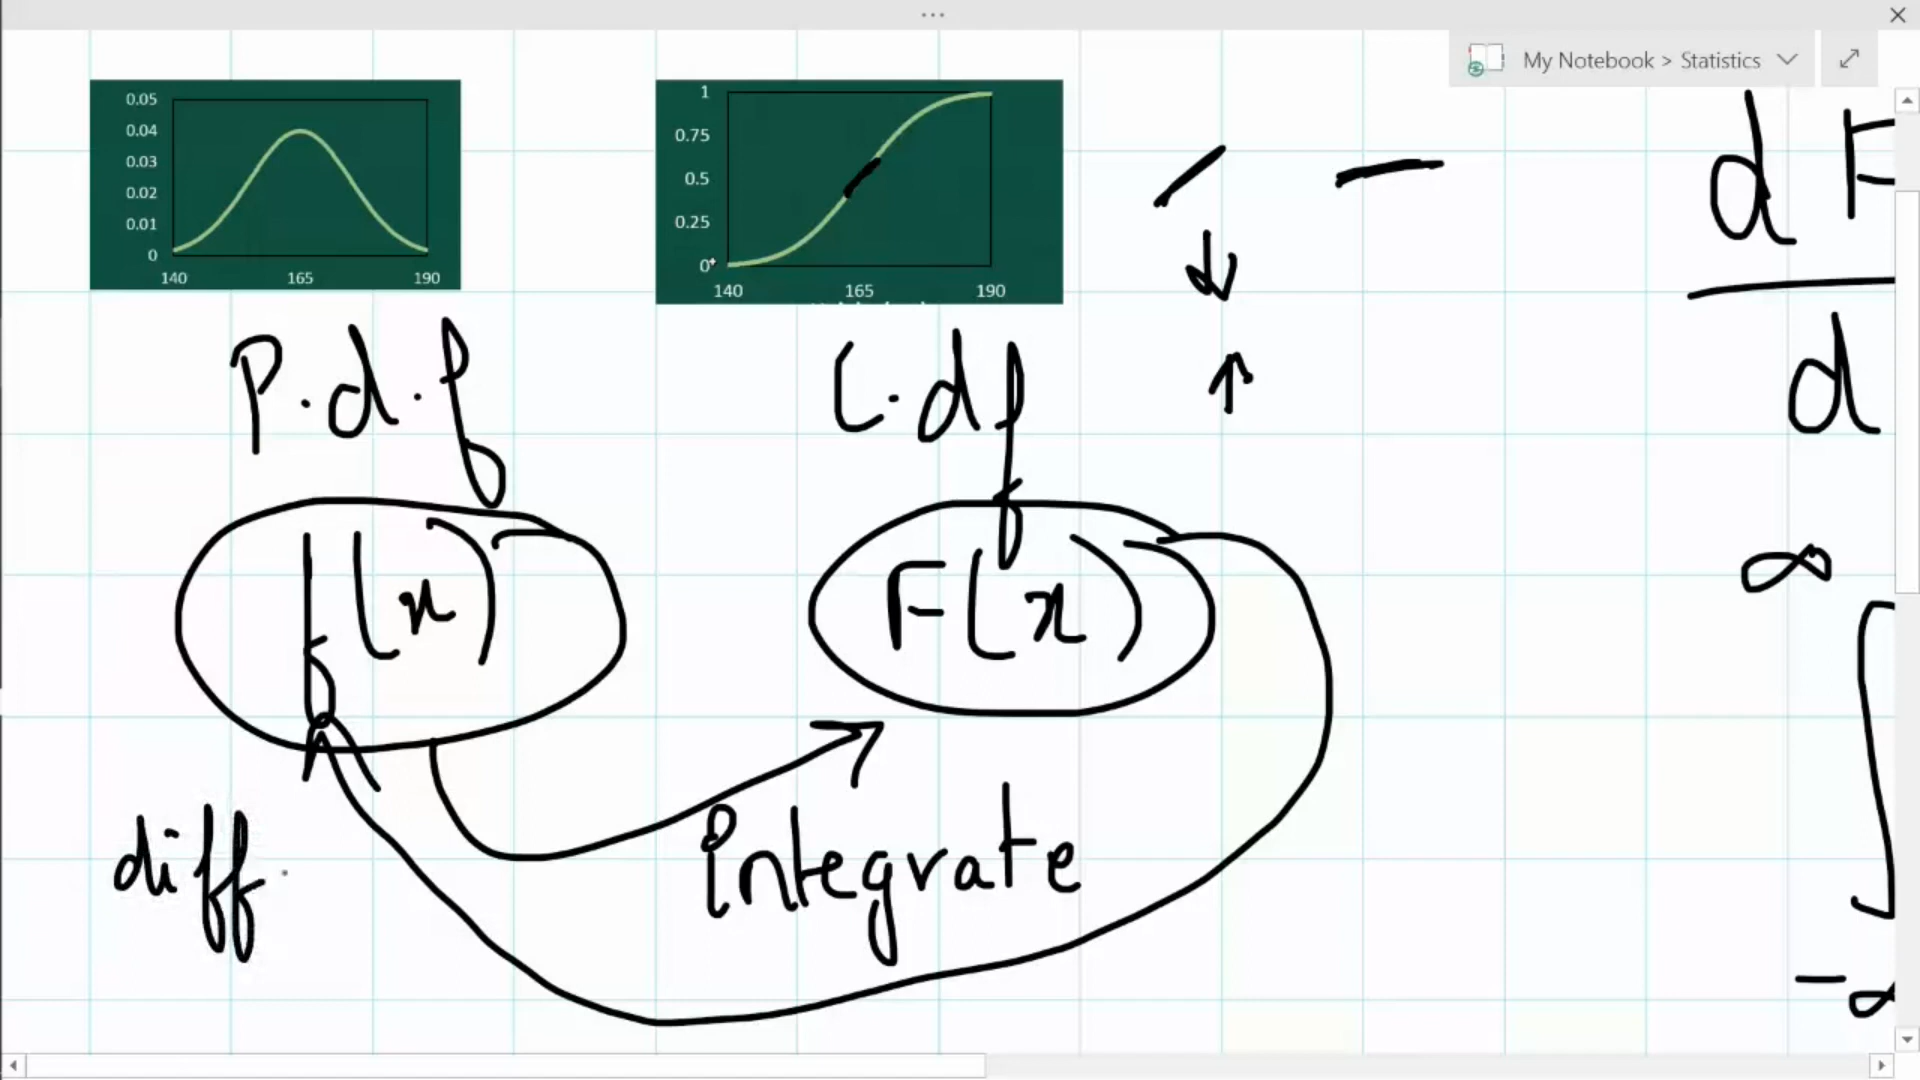 ...
My Notebook > Statistics
0.05
0.04
0.03
0.02
0.01
0
140 165 190
1
0.75
0.5
0.25
0
140 165 190
P.d.f
C.df
f(x)
F(x)
integrate
diff.
d F
d
∞
-